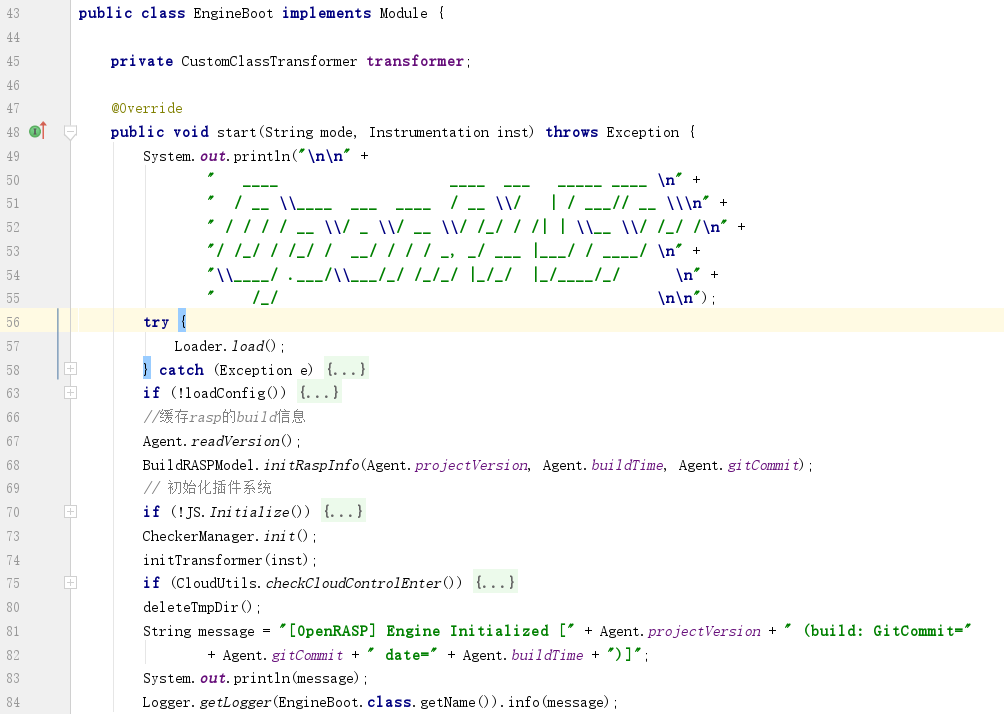 43 public class EngineBoot implements Module {
44
45     private CustomClassTransformer transformer;
46
47     @Override
48     public void start(String mode, Instrumentation inst) throws Exception {
49         System.out.println("\n\n" +
50                 "   ____                     ____  ___   _____ ____ \n" +
51                 "  / __ \\____  ___  ____  / __ \\/   | / ___// __ \\\n" +
52                 " / / / / __ \\/ _ \\/ __ \\/ /_/ / /| | \\__ \\/ /_/ /\n" +
53                 "/ /_/ / /_/ /  __/ / / / _, _/ ___ |___/ / ____/ \n" +
54                 "\\____/ .___/\\___/_/ /_/_/ |_/_/  |_/____/_/      \n" +
55                 "    /_/                                          \n\n");
56         try {
57             Loader.load();
58         } catch (Exception e) {...}
63         if (!loadConfig()) {...}
66         //缓存rasp的build信息
67         Agent.readVersion();
68         BuildRASPModel.initRaspInfo(Agent.projectVersion, Agent.buildTime, Agent.gitCommit);
69         // 初始化插件系统
70         if (!JS.Initialize()) {...}
73         CheckerManager.init();
74         initTransformer(inst);
75         if (CloudUtils.checkCloudControlEnter()) {...}
80         deleteTmpDir();
81         String message = "[OpenRASP] Engine Initialized [" + Agent.projectVersion + " (build: GitCommit="
82                 + Agent.gitCommit + " date=" + Agent.buildTime + ")]";
83         System.out.println(message);
84         Logger.getLogger(EngineBoot.class.getName()).info(message);